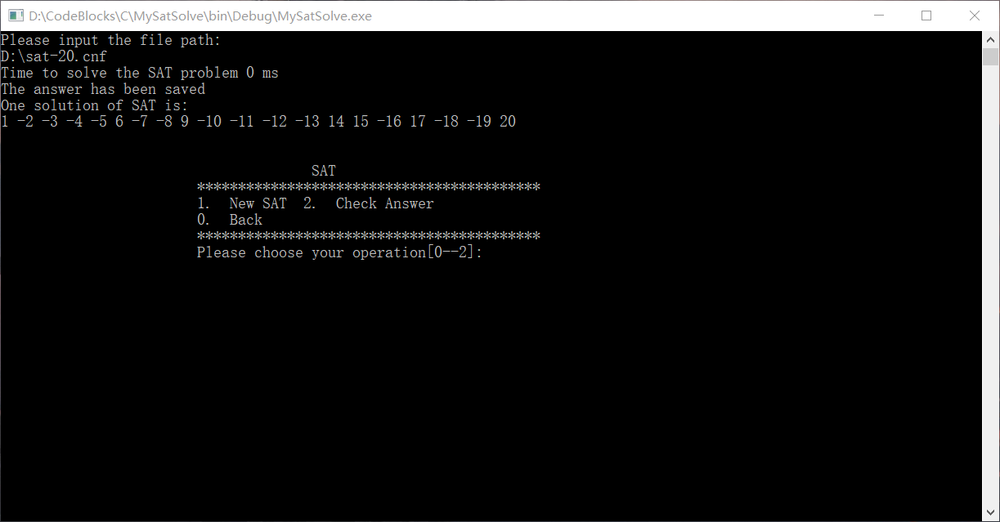 D:\CodeBlocks\C\MySatSolve\bin\Debug\MySatSolve.exe
Please input the file path:
D:\sat-20.cnf
Time to solve the SAT problem 0 ms
The answer has been saved
One solution of SAT is:
1 -2 -3 -4 -5 6 -7 -8 9 -10 -11 -12 -13 14 15 -16 17 -18 -19 20
SAT
******************************************
1.  New SAT  2.  Check Answer
0.  Back
******************************************
Please choose your operation[0--2]: